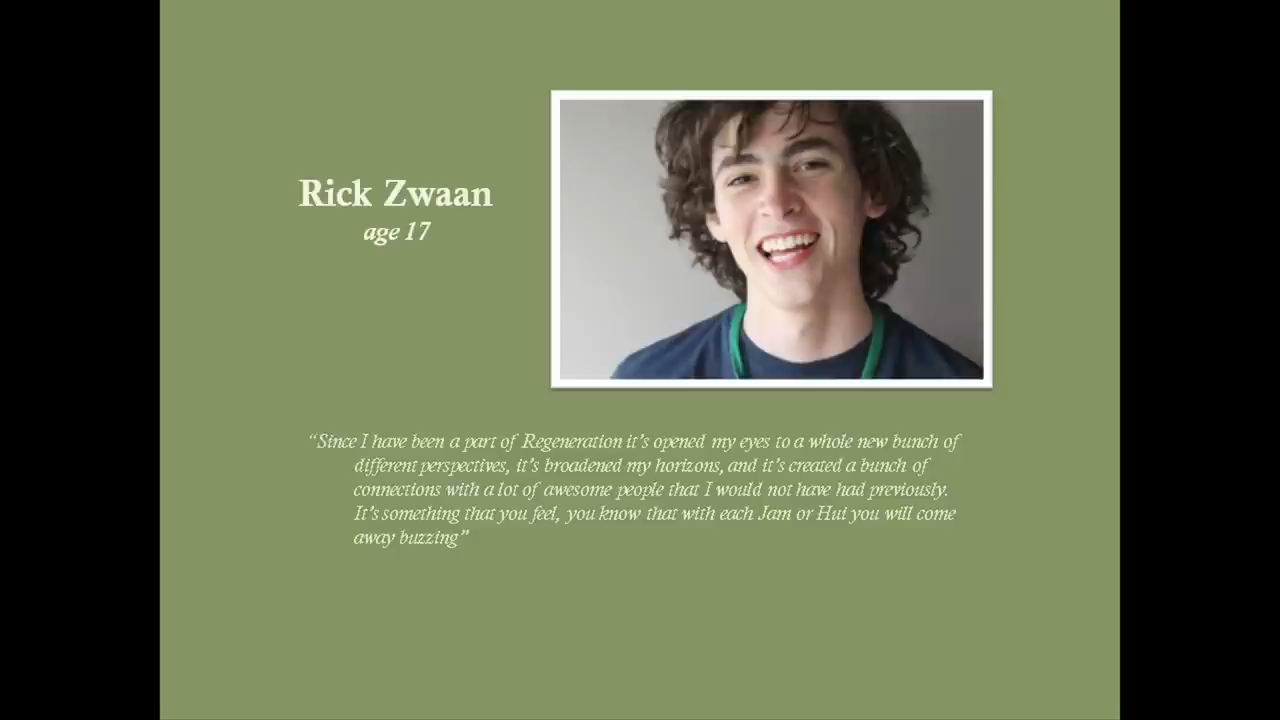 Rick Zwaan
age 17
“Since I have been a part of Regeneration it’s opened my eyes to a whole new bunch of
different perspectives, it’s broadened my horizons, and it’s created a bunch of
connections with a lot of awesome people that I would not have had previously.
It’s something that you feel, you know that with each Jam or Hui you will come
away buzzing”